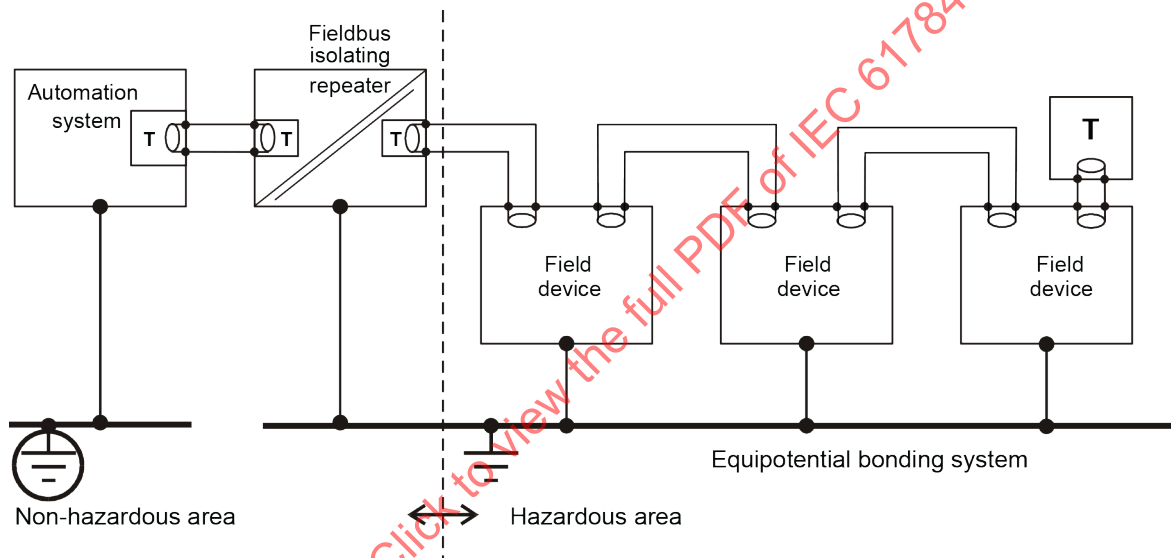 Fieldbus
isolating
repeater
Automation
system
T
T
T
T
Field
device
Field
device
Field
device
Equipotential bonding system
Non-hazardous area
Hazardous area
Click to view the full PDF of IEC 61784